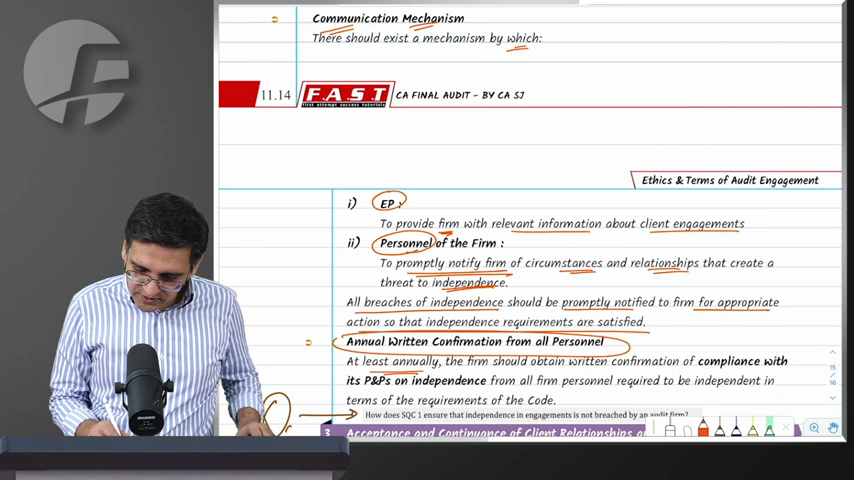 Communication Mechanism
There should exist a mechanism by which:
11.14 F.A.S.T CA FINAL AUDIT - BY CA SJ
first attempt success tutorials
Ethics & Terms of Audit Engagement
i) EP :
To provide firm with relevant information about client engagements
ii) Personnel of the Firm :
To promptly notify firm of circumstances and relationships that create a
threat to independence.
All breaches of independence should be promptly notified to firm for appropriate
action so that independence requirements are satisfied.
Annual Written Confirmation from all Personnel
At least annually, the firm should obtain written confirmation of compliance with
its P&Ps on independence from all firm personnel required to be independent in
terms of the requirements of the Code.
How does SQC 1 ensure that independence in engagements is not breached by an audit firm?
3. Acceptance and Continuance of Client Relationships a
15
16